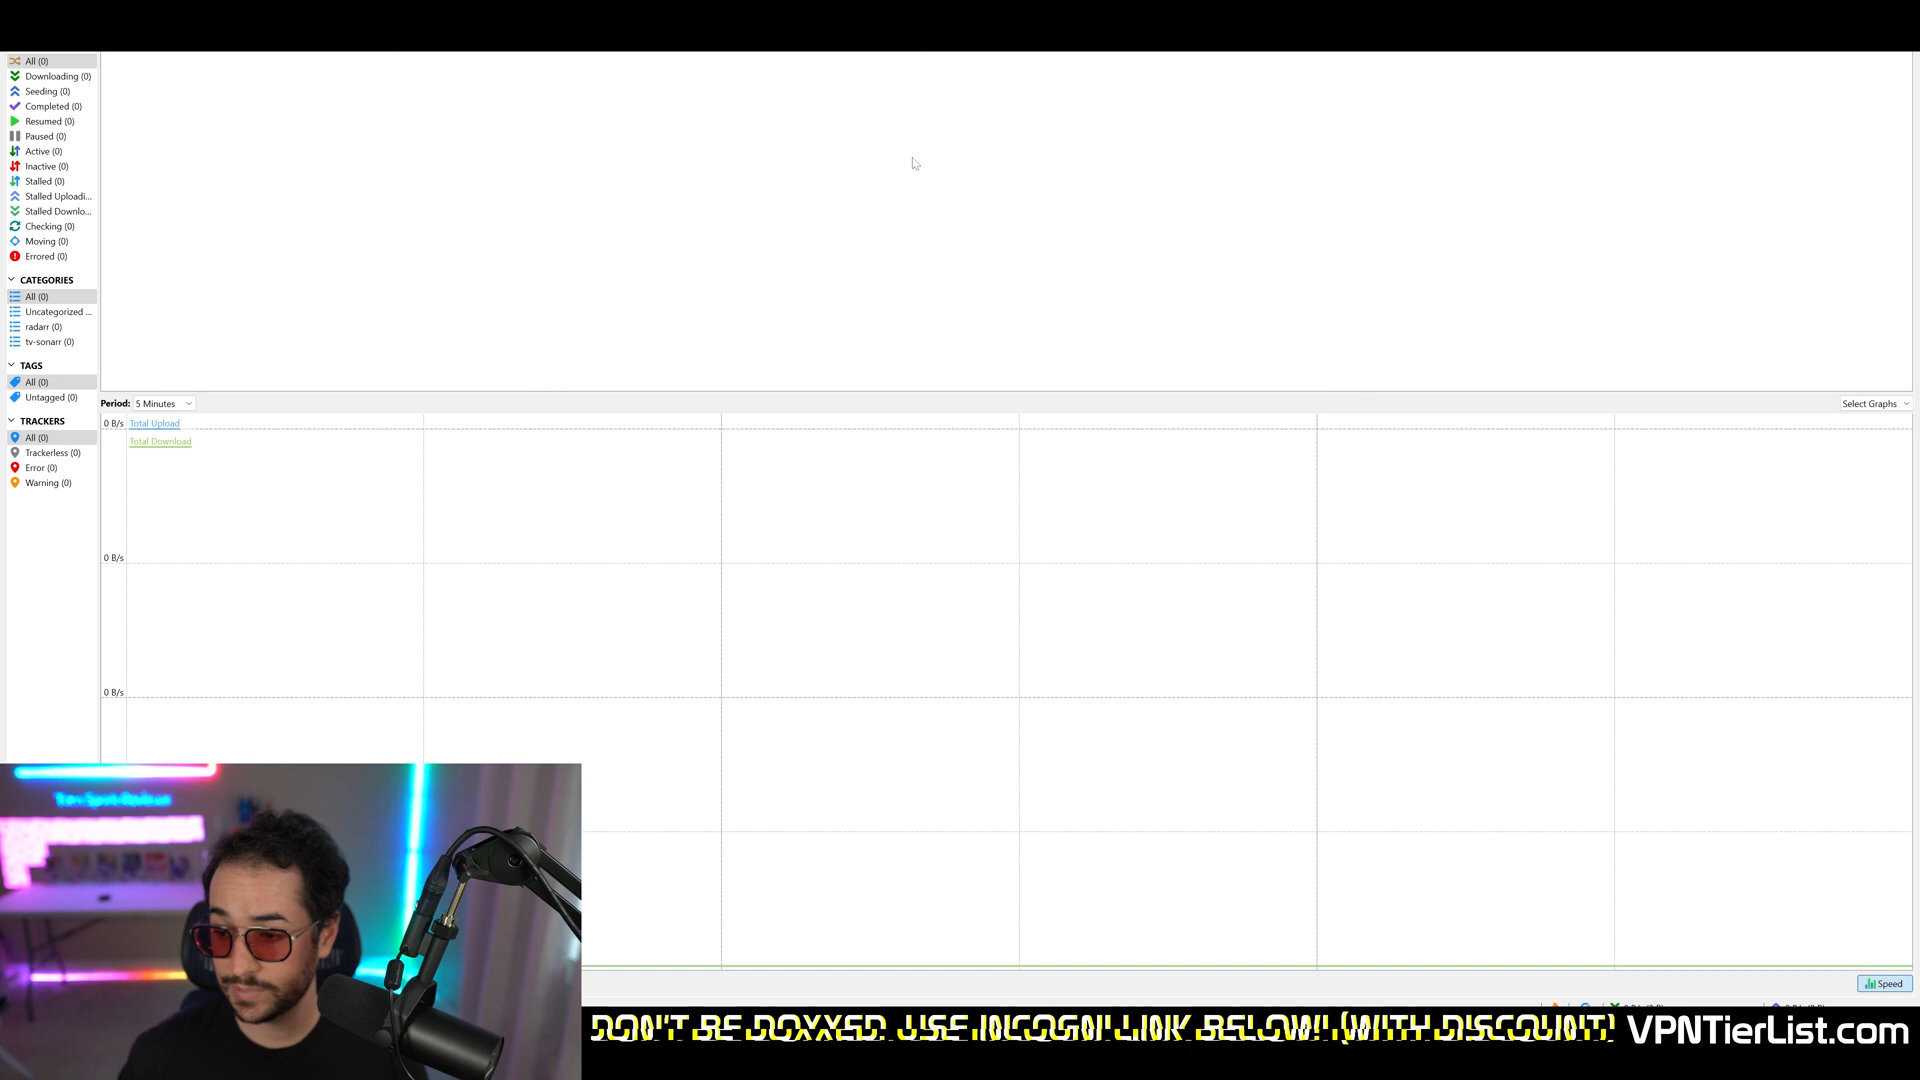 All (0)
Downloading (0)
Seeding (0)
Completed (0)
Resumed (0)
Paused (0)
Active (0)
Inactive (0)
Stalled (0)
Stalled Uploadi...
Stalled Downlo...
Checking (0)
Moving (0)
Errored (0)
CATEGORIES
All (0)
Uncategorized ...
radarr (0)
tv-sonarr (0)
TAGS
All (0)
Untagged (0)
TRACKERS
All (0)
Trackerless (0)
Error (0)
Warning (0)
Period: 5 Minutes
Select Graphs
0 B/s
Total Upload
Total Download
0 B/s
0 B/s
Speed
DON'T BE DOXXED. USE INCOGNI LINK BELOW! (WITH DISCOUNT)
VPNTierList.com